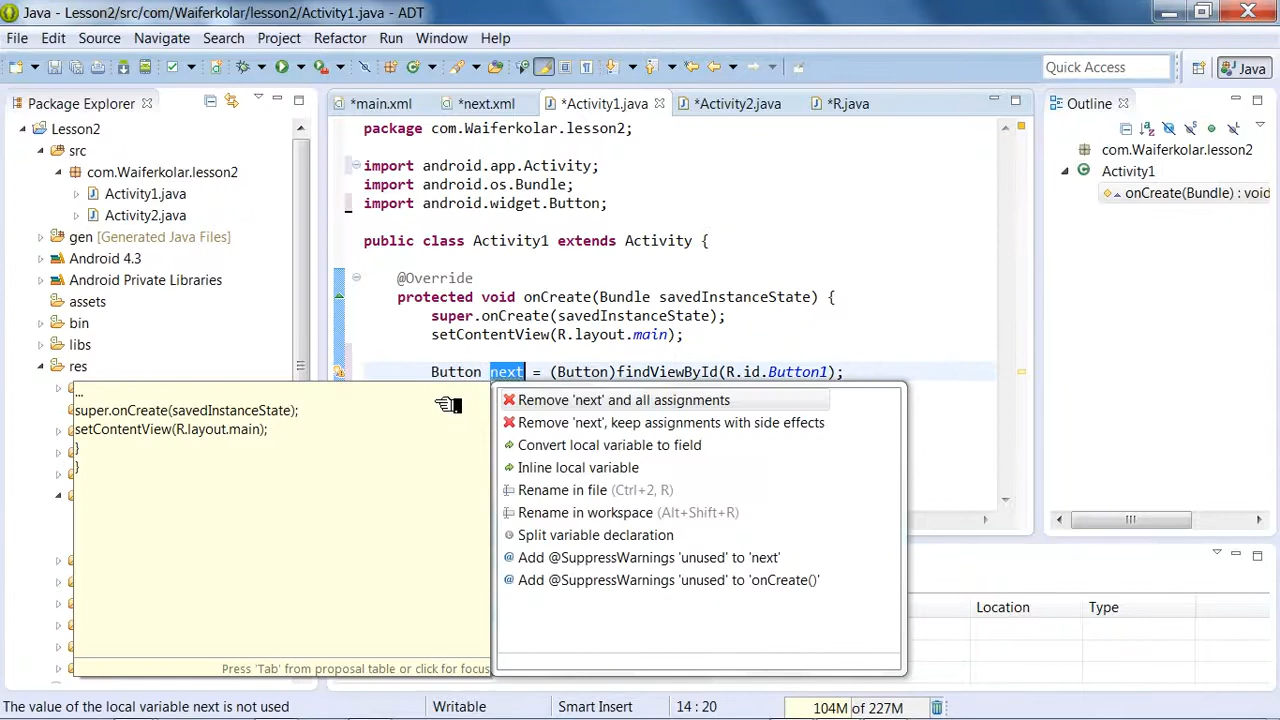 Java - Lesson2/src/com/Waiferkolar/lesson2/Activity1.java - ADT
File Edit Source Navigate Search Project Refactor Run Window Help
Quick Access
Java
Package Explorer
Lesson2
src
com.Waiferkolar.lesson2
Activity1.java
Activity2.java
gen [Generated Java Files]
Android 4.3
Android Private Libraries
assets
bin
libs
res
*main.xml *next.xml *Activity1.java *Activity2.java *R.java
package com.Waiferkolar.lesson2;
import android.app.Activity;
import android.os.Bundle;
import android.widget.Button;
public class Activity1 extends Activity {
@Override
protected void onCreate(Bundle savedInstanceState) {
super.onCreate(savedInstanceState);
setContentView(R.layout.main);
Button next = (Button)findViewById(R.id.Button1);
...
super.onCreate(savedInstanceState);
setContentView(R.layout.main);
}
}
Press 'Tab' from proposal table or click for focus
Remove 'next' and all assignments
Remove 'next', keep assignments with side effects
Convert local variable to field
Inline local variable
Rename in file (Ctrl+2, R)
Rename in workspace (Alt+Shift+R)
Split variable declaration
Add @SuppressWarnings 'unused' to 'next'
Add @SuppressWarnings 'unused' to 'onCreate()'
Outline
com.Waiferkolar.lesson2
Activity1
onCreate(Bundle) : void
Location Type
The value of the local variable next is not used
Writable
Smart Insert
14 : 20
104M of 227M